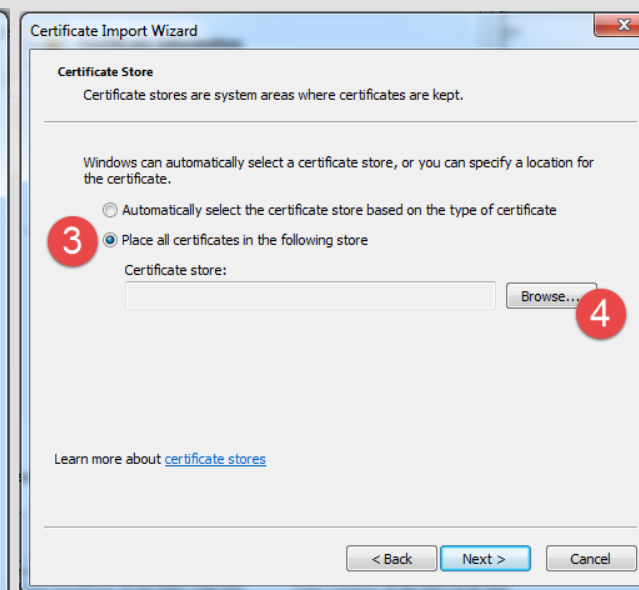 Certificate Import Wizard
Certificate Store
Certificate stores are system areas where certificates are kept.
Windows can automatically select a certificate store, or you can specify a location for
the certificate.
Automatically select the certificate store based on the type of certificate
3
Place all certificates in the following store
Certificate store:
Browse...
4
Learn more about certificate stores
< Back
Next >
Cancel